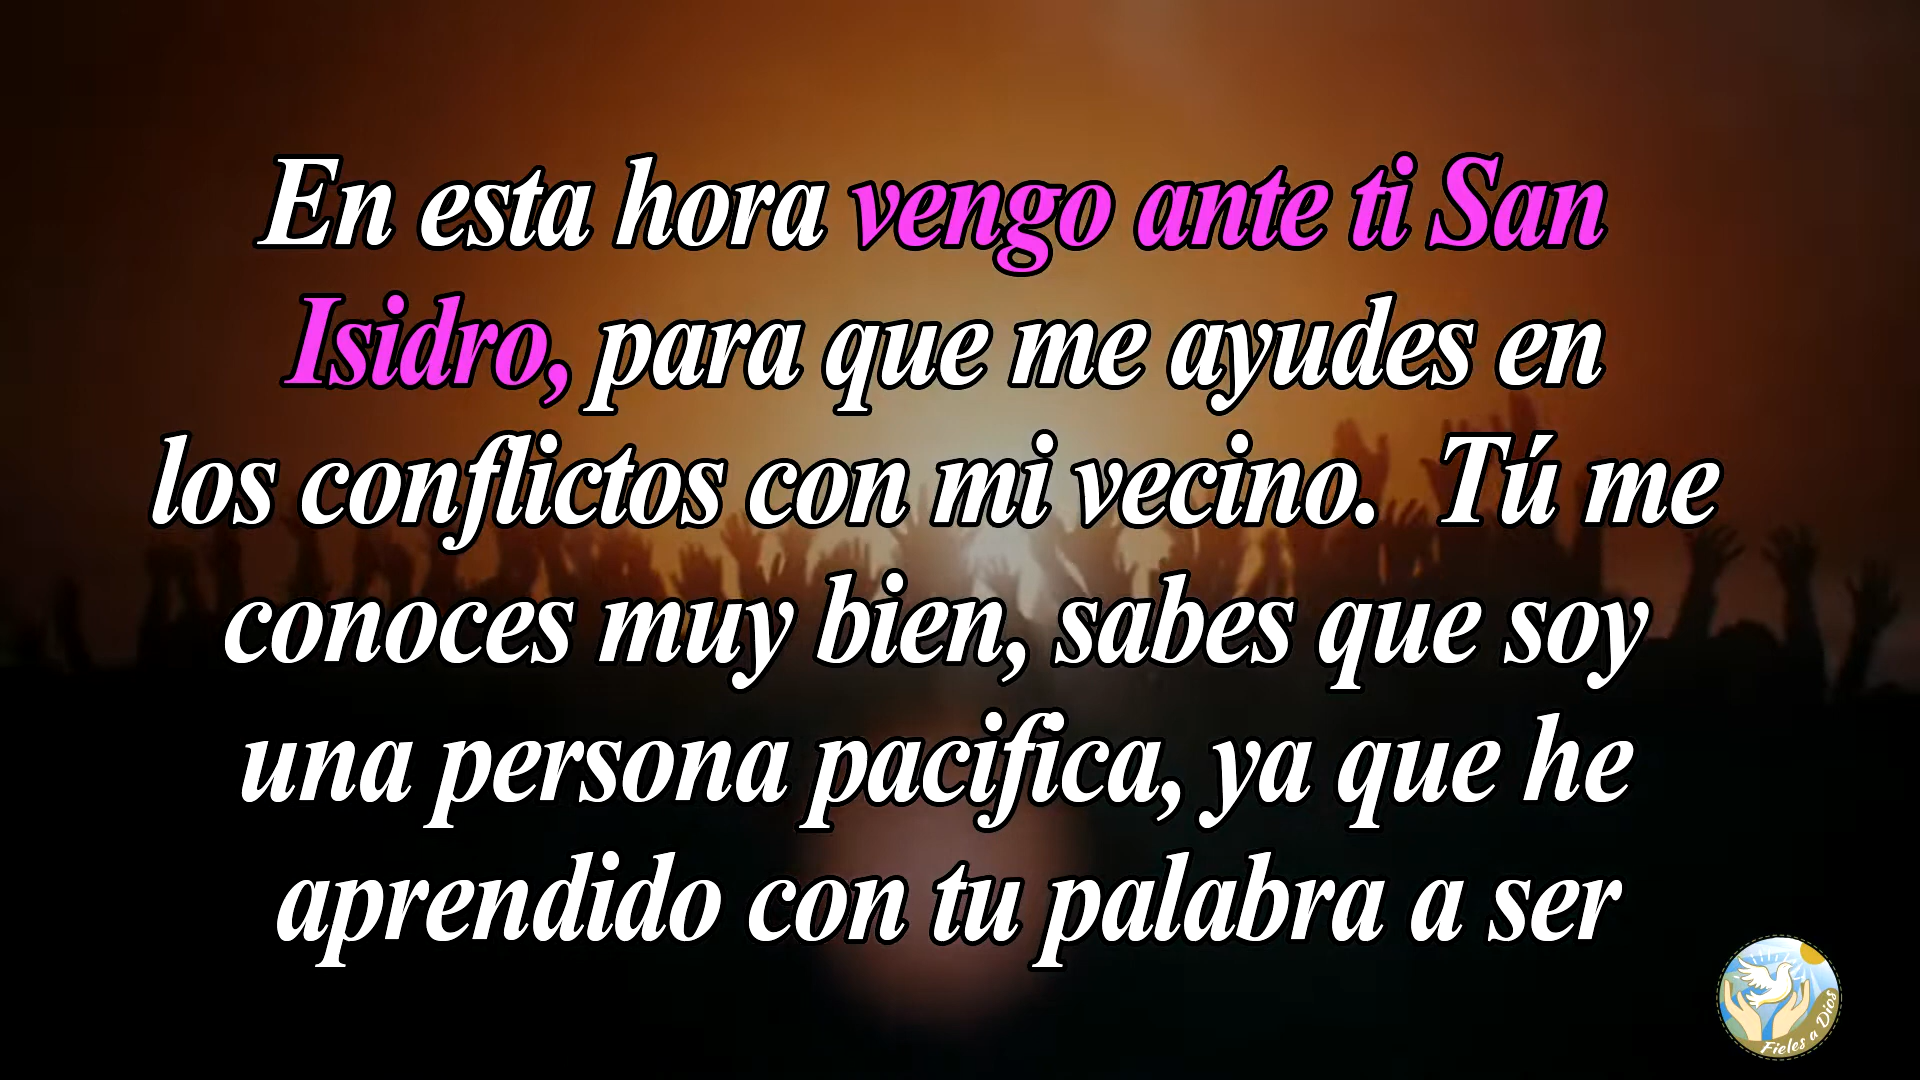 En esta hora vengo ante ti San
Isidro, para que me ayudes en
los conflictos con mi vecino.  Tú me
conoces muy bien, sabes que soy
una persona pacifica, ya que he
aprendido con tu palabra a ser
Fieles a Dios